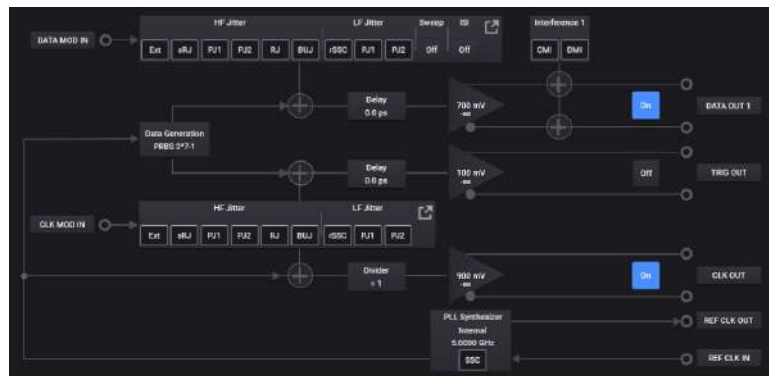 HF Jitter LF Jitter Sweep ISI Interference 1
DATA MOD IN
Ext sRJ PJ1 PJ2 RJ BUJ rSSC PJ1 PJ2 Off Off CMI DMI
Delay
0.0 ps
700 mV
On
DATA OUT 1
Data Generation
PRBS 2^7-1
Delay
0.0 ps
100 mV
Off
TRIG OUT
HF Jitter LF Jitter
CLK MOD IN
Ext sRJ PJ1 PJ2 RJ BUJ rSSC PJ1 PJ2
Divider
÷ 1
900 mV
On
CLK OUT
PLL Synthesizer
Internal
5.0000 GHz
SSC
REF CLK OUT
REF CLK IN